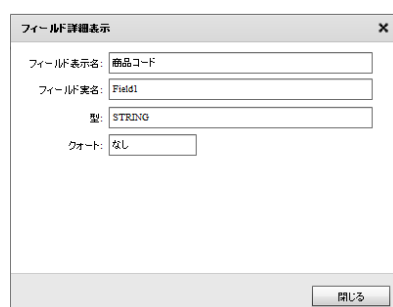 フィールド詳細表示
フィールド表示名: 商品コード
フィールド実名: Field1
型: STRING
クォート: なし
閉じる